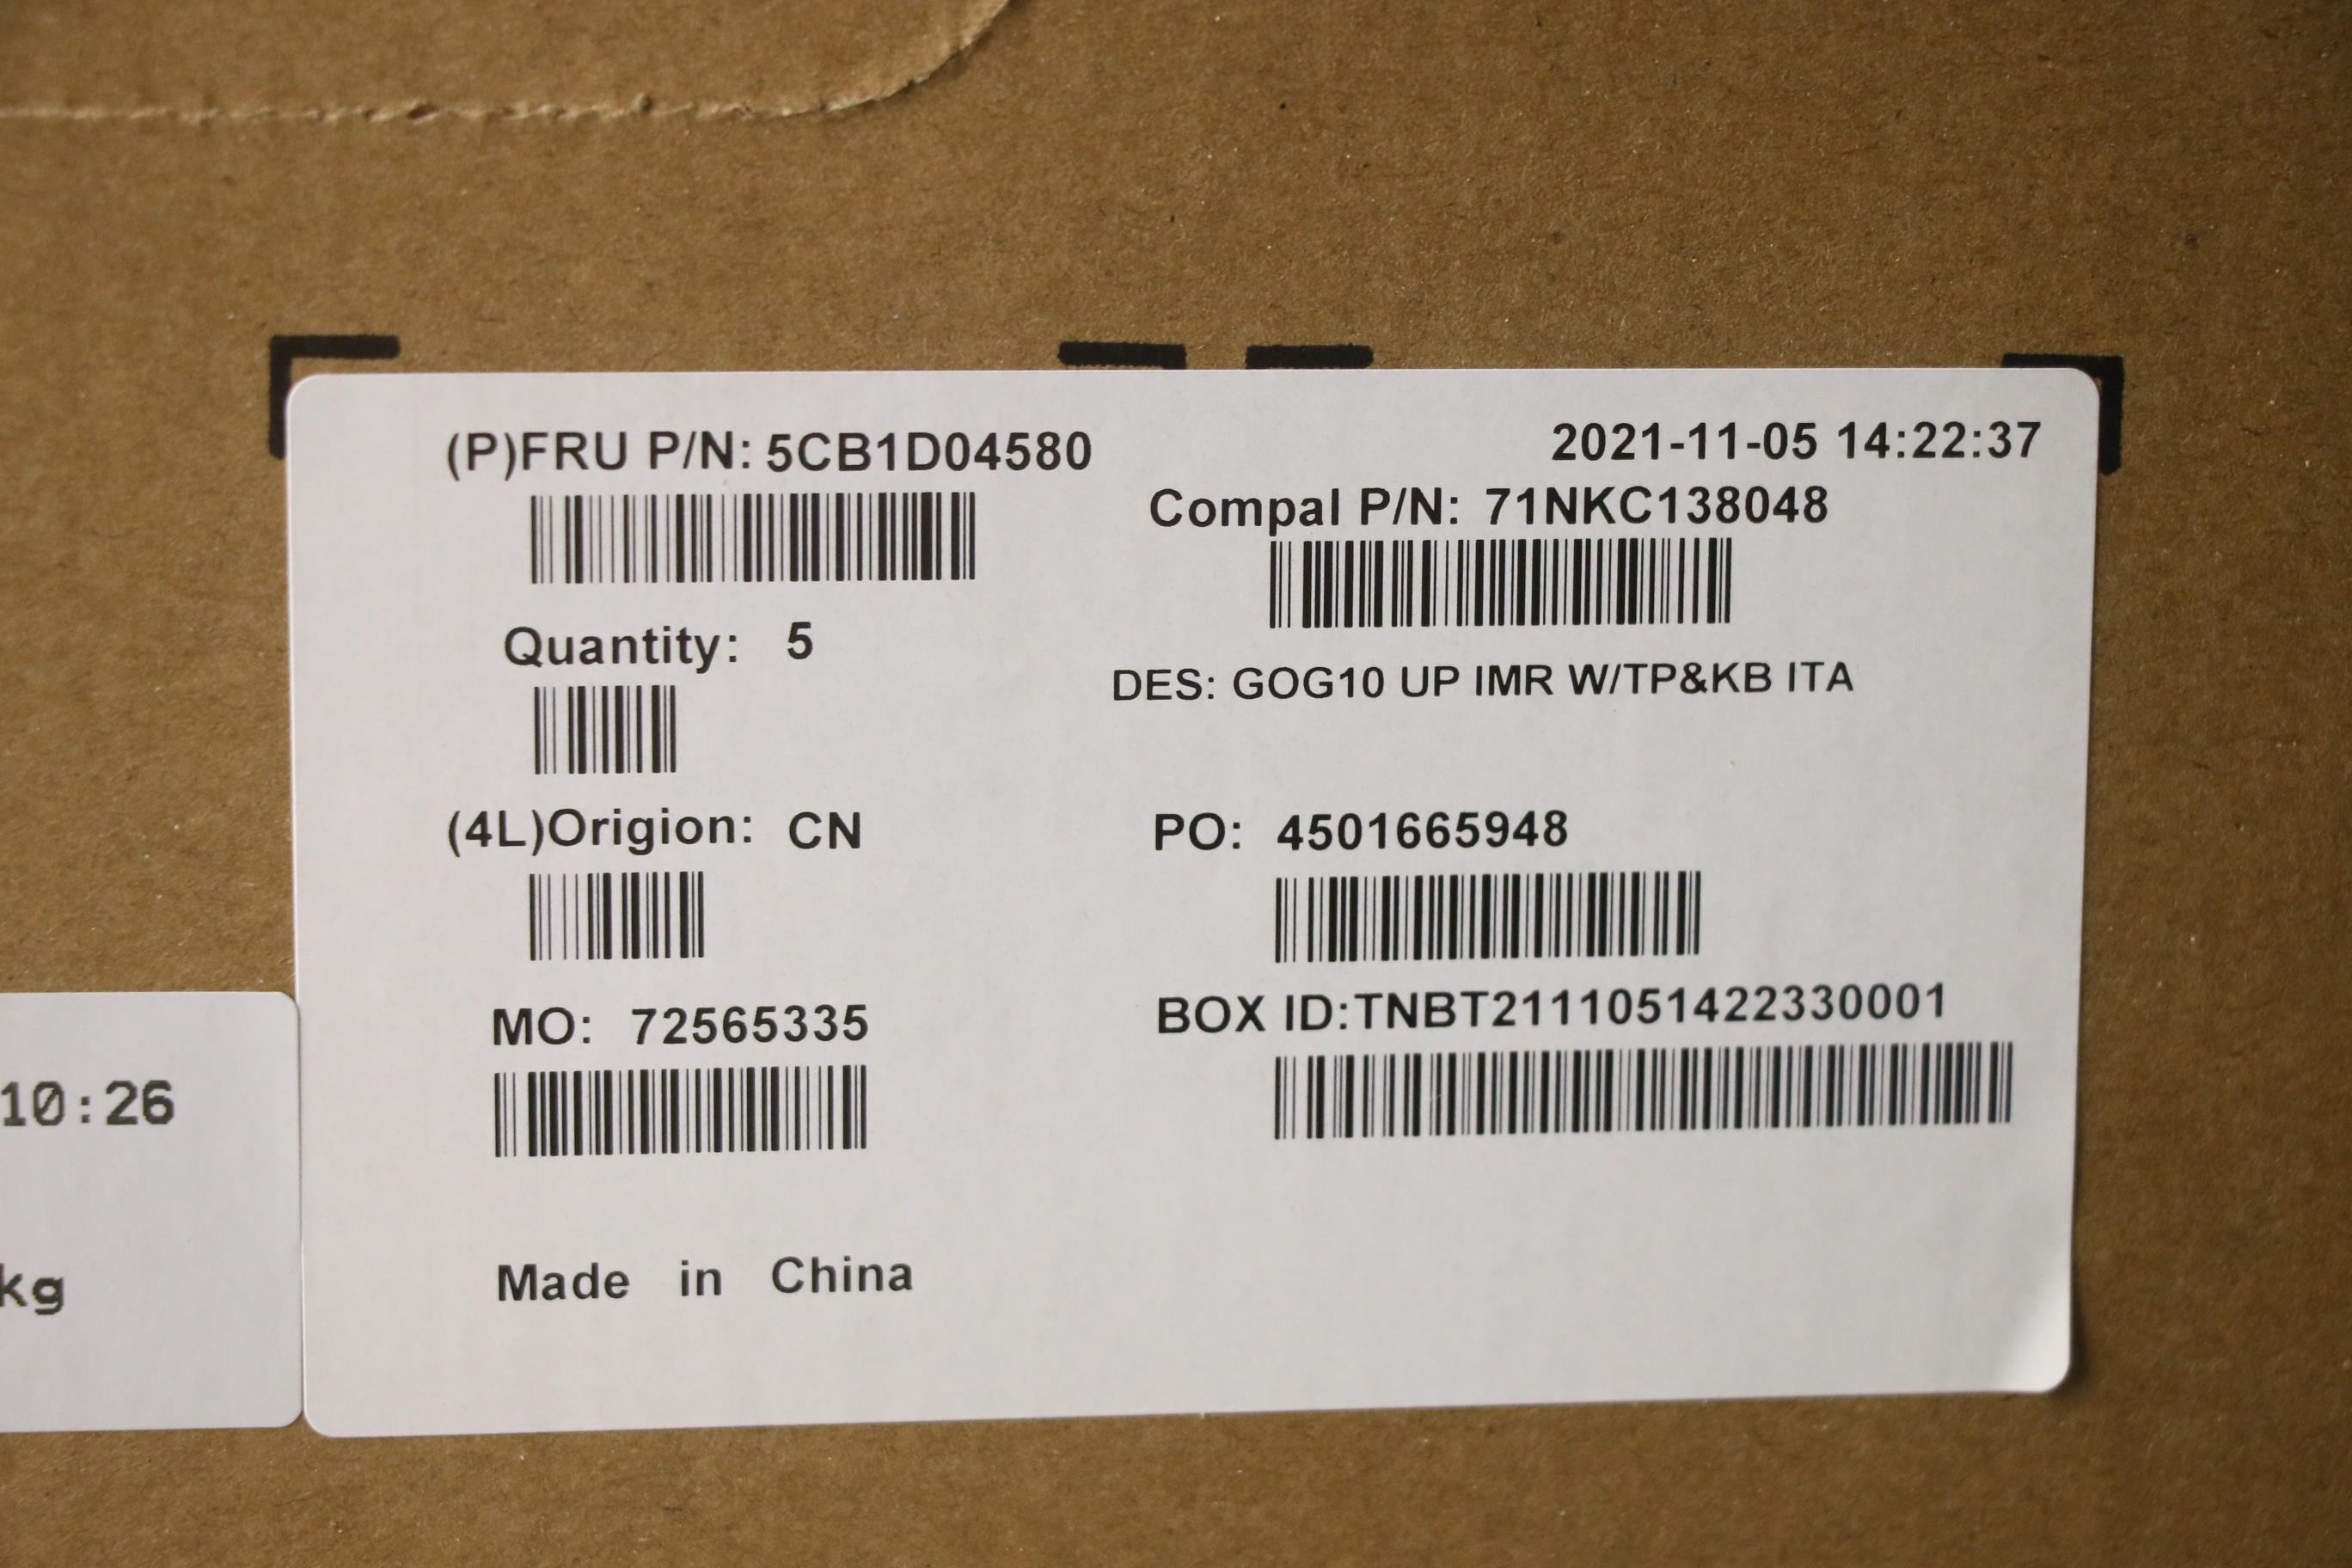 (P)FRU P/N: 5CB1D04580
2021-11-05 14:22:37
Compal P/N: 71NKC138048
Quantity: 5
DES: GOG10 UP IMR W/TP&KB ITA
(4L)Origion: CN
PO: 4501665948
MO: 72565335
BOX ID:TNBT2111051422330001
Made in China
10:26
kg